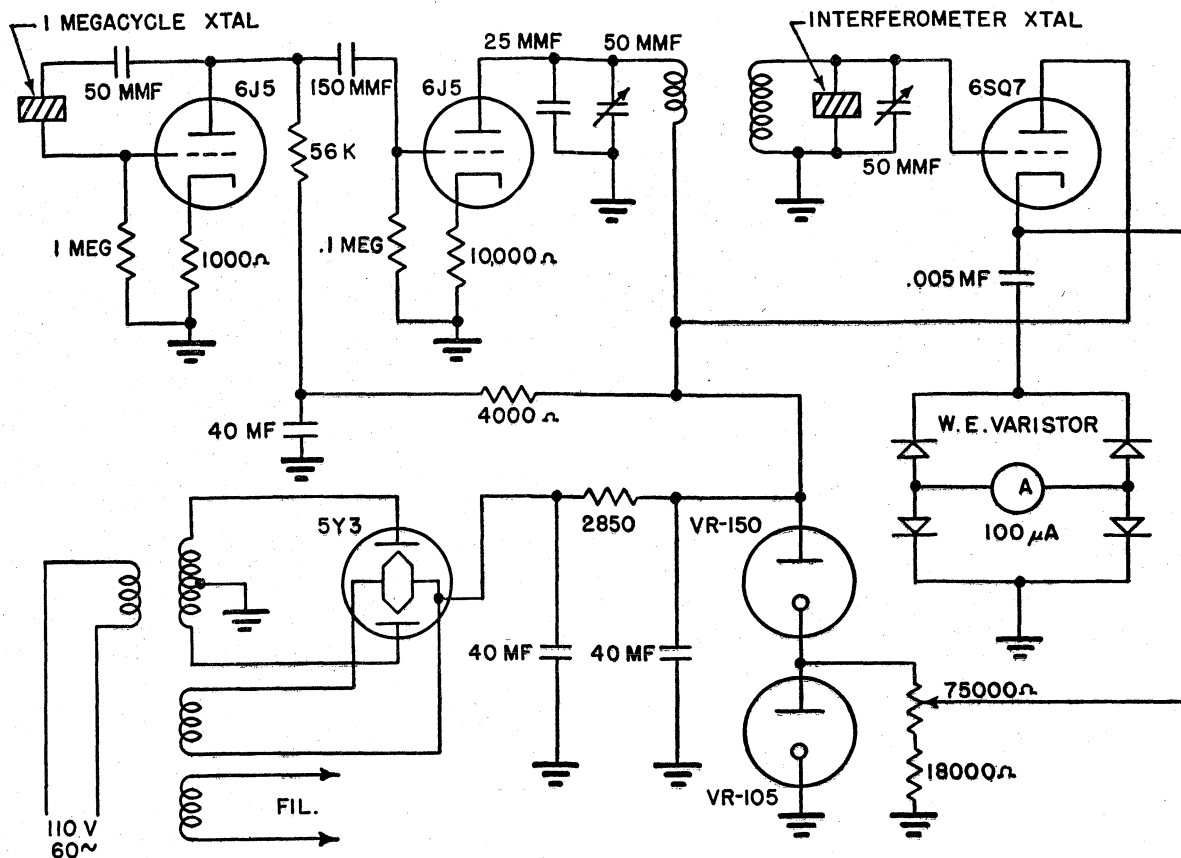 1 MEGACYCLE XTAL
INTERFEROMETER XTAL
50 MMF
6J5
150 MMF
6J5
25 MMF
50 MMF
6SQ7
50 MMF
56 K
1 MEG
1000Ω
.1 MEG
10,000Ω
.005 MF
4000Ω
40 MF
W.E. VARISTOR
A
100 μA
5Y3
2850
VR-150
40 MF
40 MF
75000Ω
18000Ω
VR-105
FIL.
110 V
60~